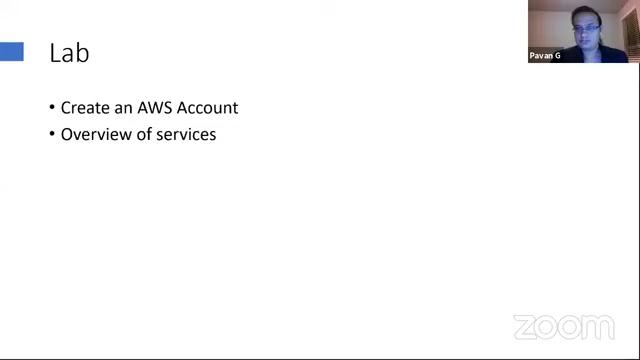 Lab
• Create an AWS Account
• Overview of services
Pavan G
zoom